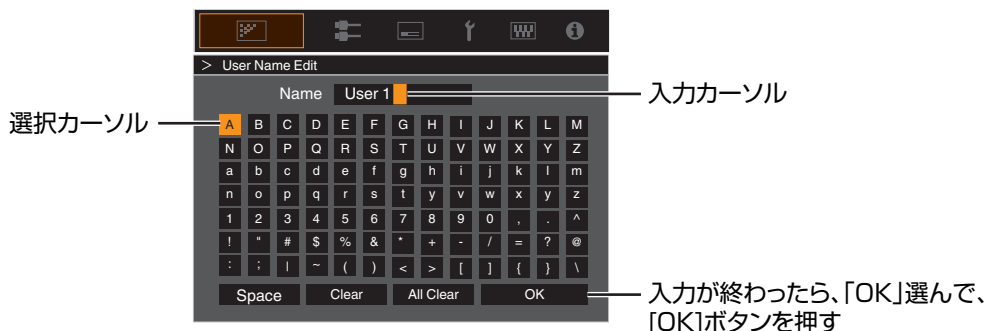 > User Name Edit
Name User 1
入力カーソル
選択カーソル
A B C D E F G H I J K L M
N O P Q R S T U V W X Y Z
a b c d e f g h i j k l m
n o p q r s t y v w x y z
1 2 3 4 5 6 7 8 9 0 , . ^
! " # $ % & * + - / = ? @
: ; | ~ ( ) < > [ ] { } \
Space Clear All Clear OK
入力が終わったら、「OK」選んで、
[OK]ボタンを押す